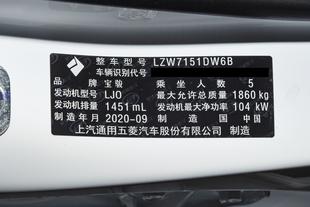 整车型号 LZW7151DW6B
车辆识别代号
品牌 宝骏 乘坐人数 5
发动机型号 LJO 最大允许总质量 1860 kg
发动机排量 1451 mL 发动机最大净功率 104 kW
制造年月 2020-09 制造国 中国
上汽通用五菱汽车股份有限公司制造